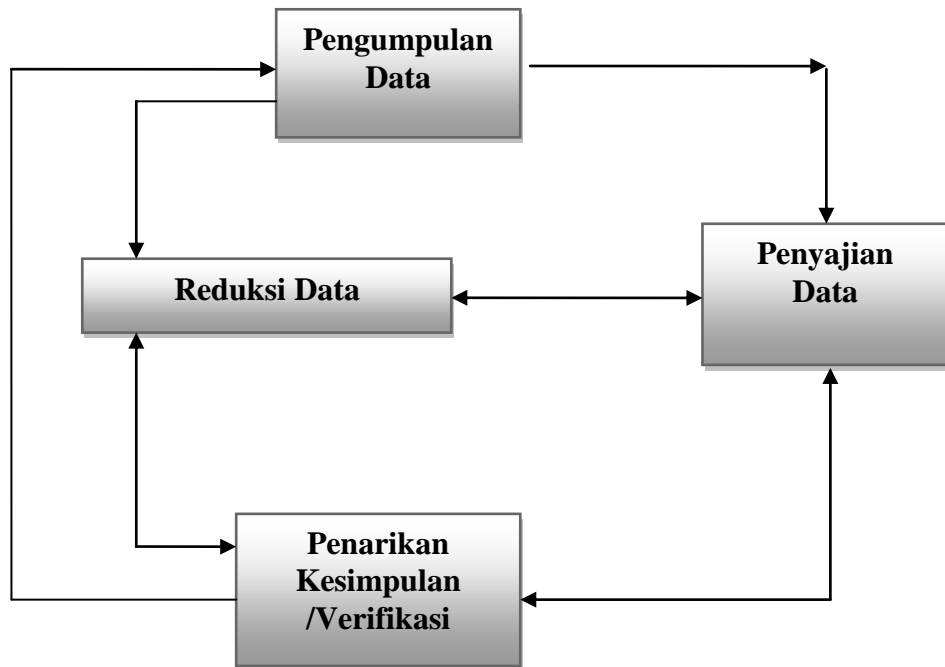 Pengumpulan
Data
Penyajian
Data
Reduksi Data
Penarikan
Kesimpulan
/Verifikasi